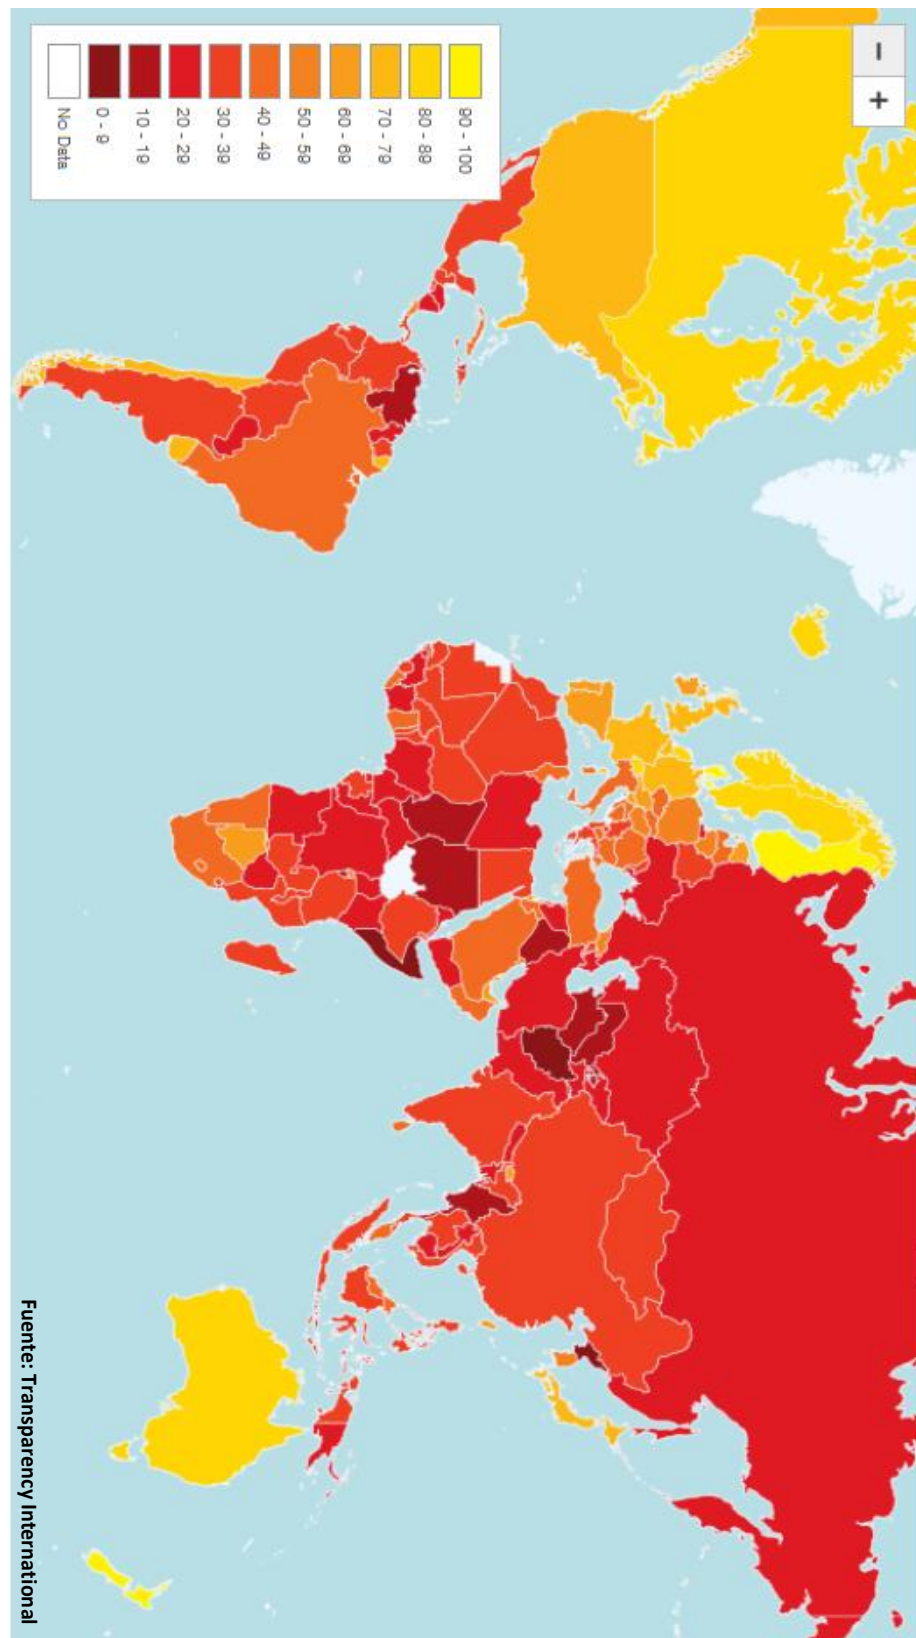 −
+
90 - 100
80 - 89
70 - 79
60 - 69
50 - 59
40 - 49
30 - 39
20 - 29
10 - 19
0 - 9
No Data
Fuente: Transparency International